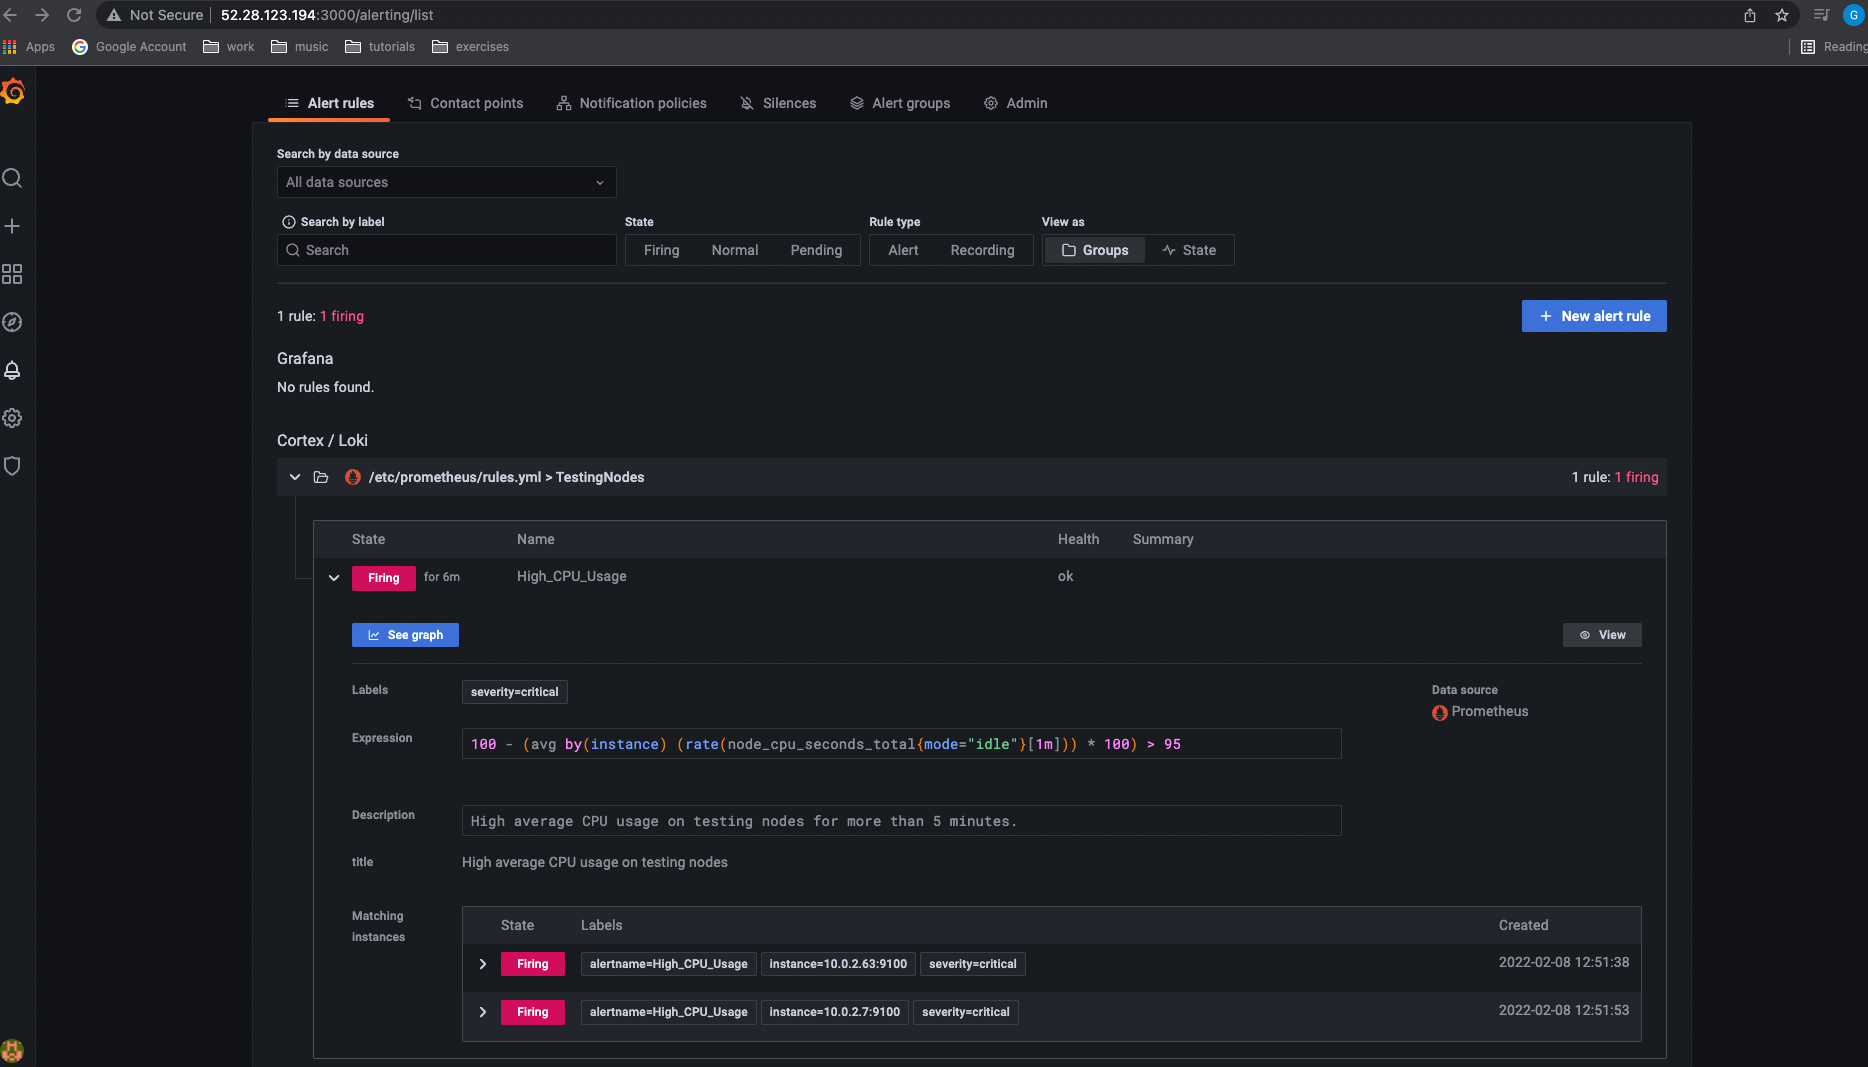 Not Secure 52.28.123.194:3000/alerting/list G
Apps Google Account work music tutorials exercises Reading
Alert rules Contact points Notification policies Silences Alert groups Admin
Search by data source
All data sources
Search by label State Rule type View as
Search Firing Normal Pending Alert Recording Groups State
1 rule: 1 firing + New alert rule
Grafana
No rules found.
Cortex / Loki
/etc/prometheus/rules.yml > TestingNodes 1 rule: 1 firing
State Name Health Summary
Firing for 6m High_CPU_Usage ok
See graph View
Labels severity=critical Data source
Prometheus
Expression 100 - (avg by(instance) (rate(node_cpu_seconds_total{mode="idle"}[1m])) * 100) > 95
Description High average CPU usage on testing nodes for more than 5 minutes.
title High average CPU usage on testing nodes
Matching
instances
State Labels Created
Firing alertname=High_CPU_Usage instance=10.0.2.63:9100 severity=critical 2022-02-08 12:51:38
Firing alertname=High_CPU_Usage instance=10.0.2.7:9100 severity=critical 2022-02-08 12:51:53